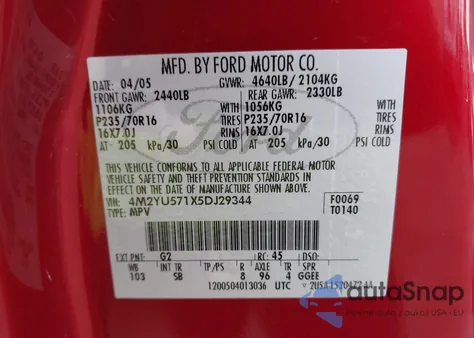 MFD. BY FORD MOTOR CO.
DATE: 04/05 GVWR: 4640LB/ 2104KG
FRONT GAWR: 2440LB REAR GAWR: 2330LB
1106KG WITH 1056KG WITH
P235/70R16 TIRES P235/70R16 TIRES
16X7.0J RIMS 16X7.0J RIMS
AT 205 kPa/30 PSI COLD AT 205 kPa/30 PSI COLD
THIS VEHICLE CONFORMS TO ALL APPLICABLE FEDERAL MOTOR
VEHICLE SAFETY AND THEFT PREVENTION STANDARDS IN EFFECT
ON THE DATE OF MANUFACTURE SHOWN ABOVE.
VIN: 4M2YU571X5DJ29344 F0069
TYPE: MPV T0140
EXT PNT: G2 RC: 45 DSO:
WB INT TR TP/PS R AXLE TR SPR
103 SB 8 96 4 GGEE
1200504013036 UTC
Ford
autoSnap